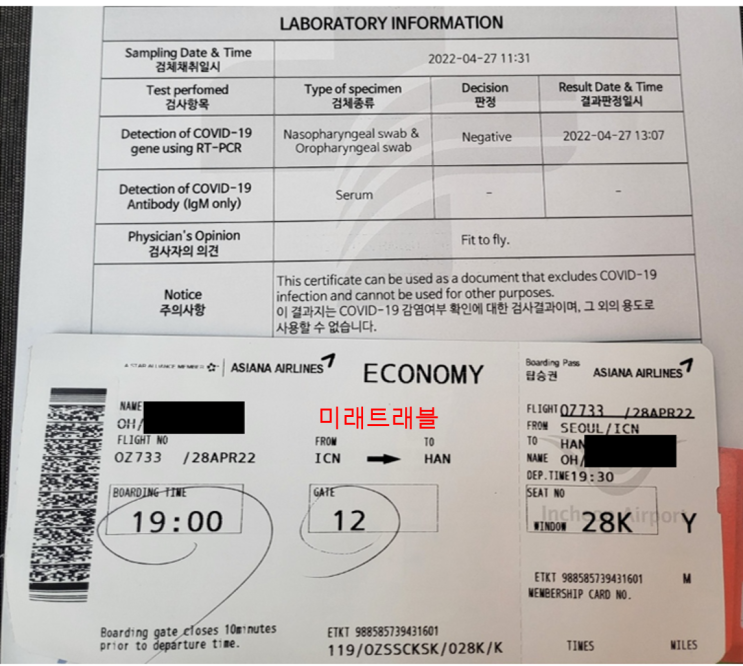 LABORATORY INFORMATION
Sampling Date & Time
검체채취일시
2022-04-27 11:31
Test perfomed
검사항목
Type of specimen
검체종류
Decision
판정
Result Date & Time
결과판정일시
Detection of COVID-19
gene using RT-PCR
Nasopharyngeal swab &
Oropharyngeal swab
Negative
2022-04-27 13:07
Detection of COVID-19
Antibody (IgM only)
Serum
-
-
Physician's Opinion
검사자의 의견
Fit to fly.
Notice
주의사항
This certificate can be used as a document that excludes COVID-19
infection and cannot be used for other purposes.
이 결과지는 COVID-19 감염여부 확인에 대한 검사결과이며, 그 외의 용도로
사용할 수 없습니다.
A STAR ALLIANCE MEMBER
ASIANA AIRLINES
ECONOMY
미래트래블
NAME
OH/
FLIGHT NO
OZ733 /28APR22
FROM
ICN
TO
HAN
BOARDING TIME
19:00
GATE
12
Boarding gate closes 10minutes
prior to departure time.
ETKT 988585739431601
119/OZSSCKSK/028K/K
Boarding Pass
탑승권
ASIANA AIRLINES
FLIGHT OZ733 /28APR22
FROM SEOUL/ICN
TO HAN
NAME OH/
DEP.TIME 19:30
SEAT NO
WINDOW 28K Y
Incheon Airport
ETKT 988585739431601 M
MEMBERSHIP CARD NO.
TIMES MILES